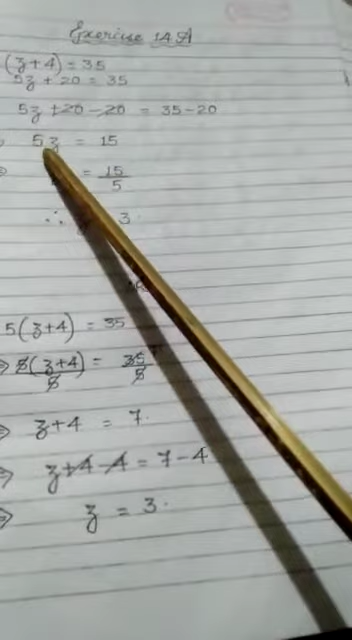 Exercise 14A
(z+4) = 35
5z + 20 = 35
5z + 20 - 20 = 35 - 20
5z = 15
= 15/5
∴ 3.
5(z+4) = 35
⇒ 5(z+4)/5 = 35/5
⇒ z+4 = 7.
⇒ z+4-4 = 7-4
⇒ z = 3.